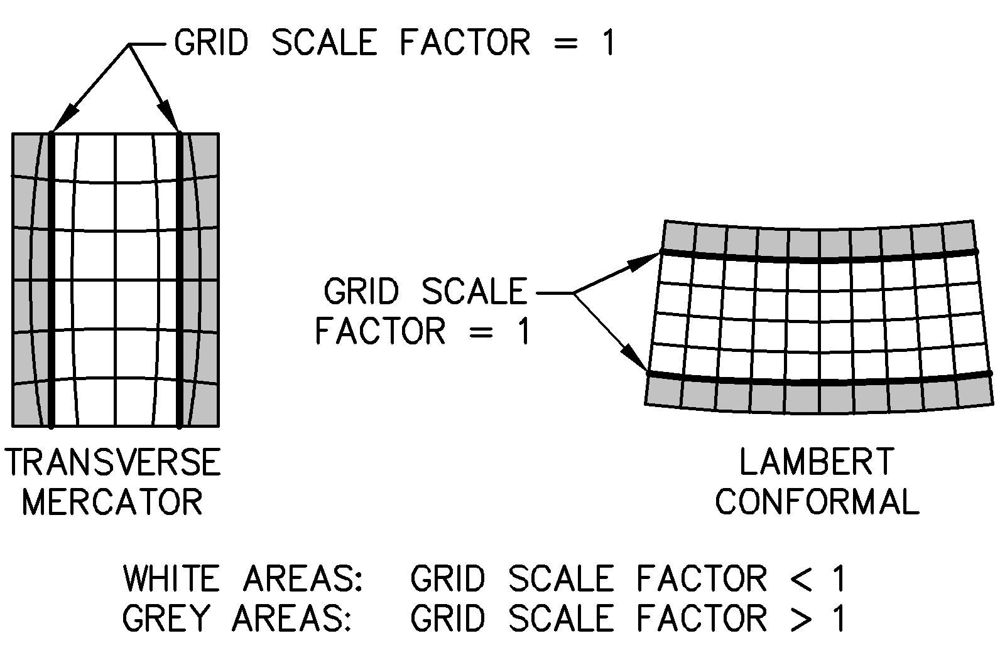 GRID SCALE FACTOR = 1
GRID SCALE
FACTOR = 1
TRANSVERSE
MERCATOR
LAMBERT
CONFORMAL
WHITE AREAS: GRID SCALE FACTOR < 1
GREY AREAS: GRID SCALE FACTOR > 1